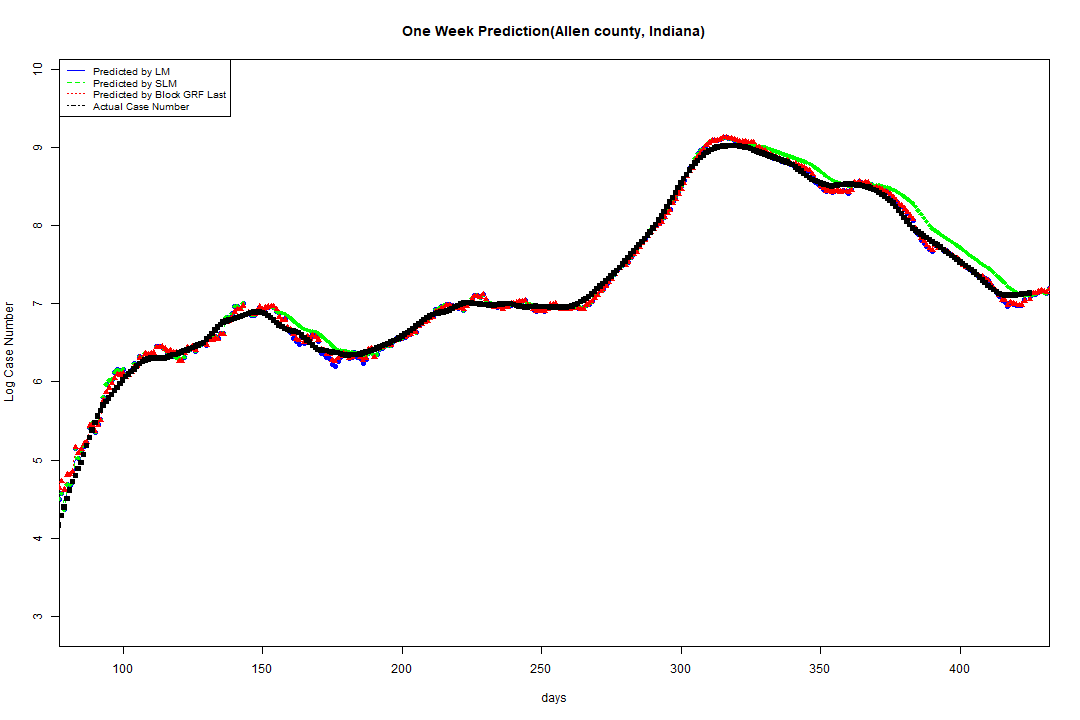 One Week Prediction(Allen county, Indiana)
Predicted by LM
Predicted by SLM
Predicted by Block GRF Last
Actual Case Number
10
9
8
7
6
5
4
3
Log Case Number
100 150 200 250 300 350 400
days